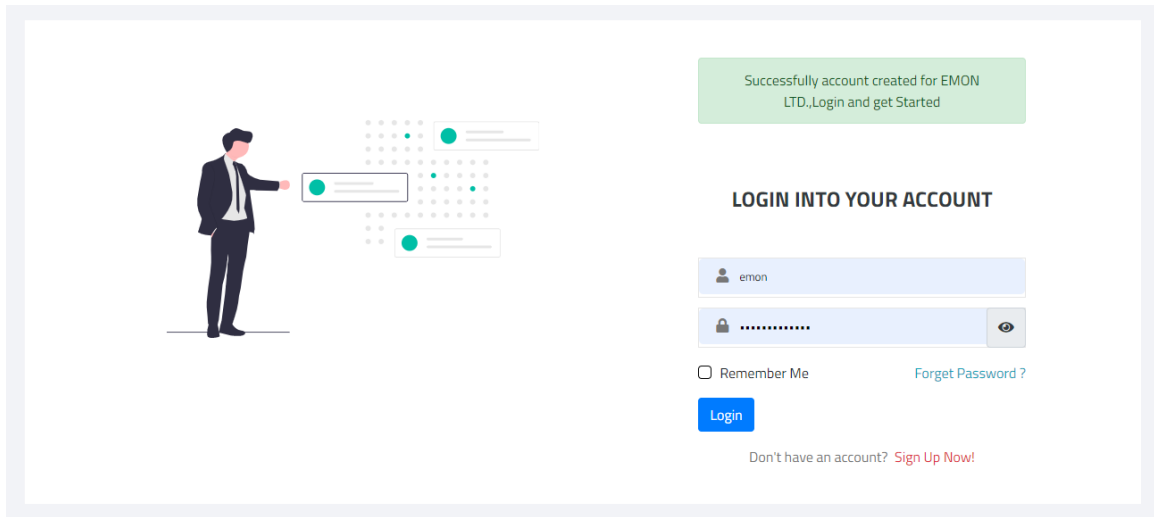 Successfully account created for EMON
LTD.,Login and get Started
LOGIN INTO YOUR ACCOUNT
emon
•••••••••••••
Remember Me
Forget Password ?
Login
Don't have an account? Sign Up Now!